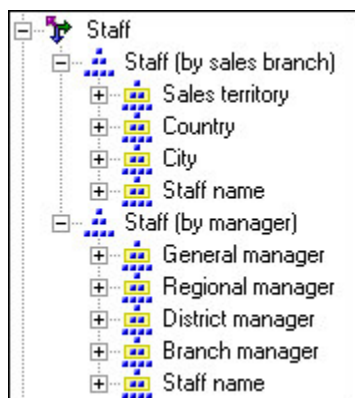 Staff
Staff (by sales branch)
Sales territory
Country
City
Staff name
Staff (by manager)
General manager
Regional manager
District manager
Branch manager
Staff name